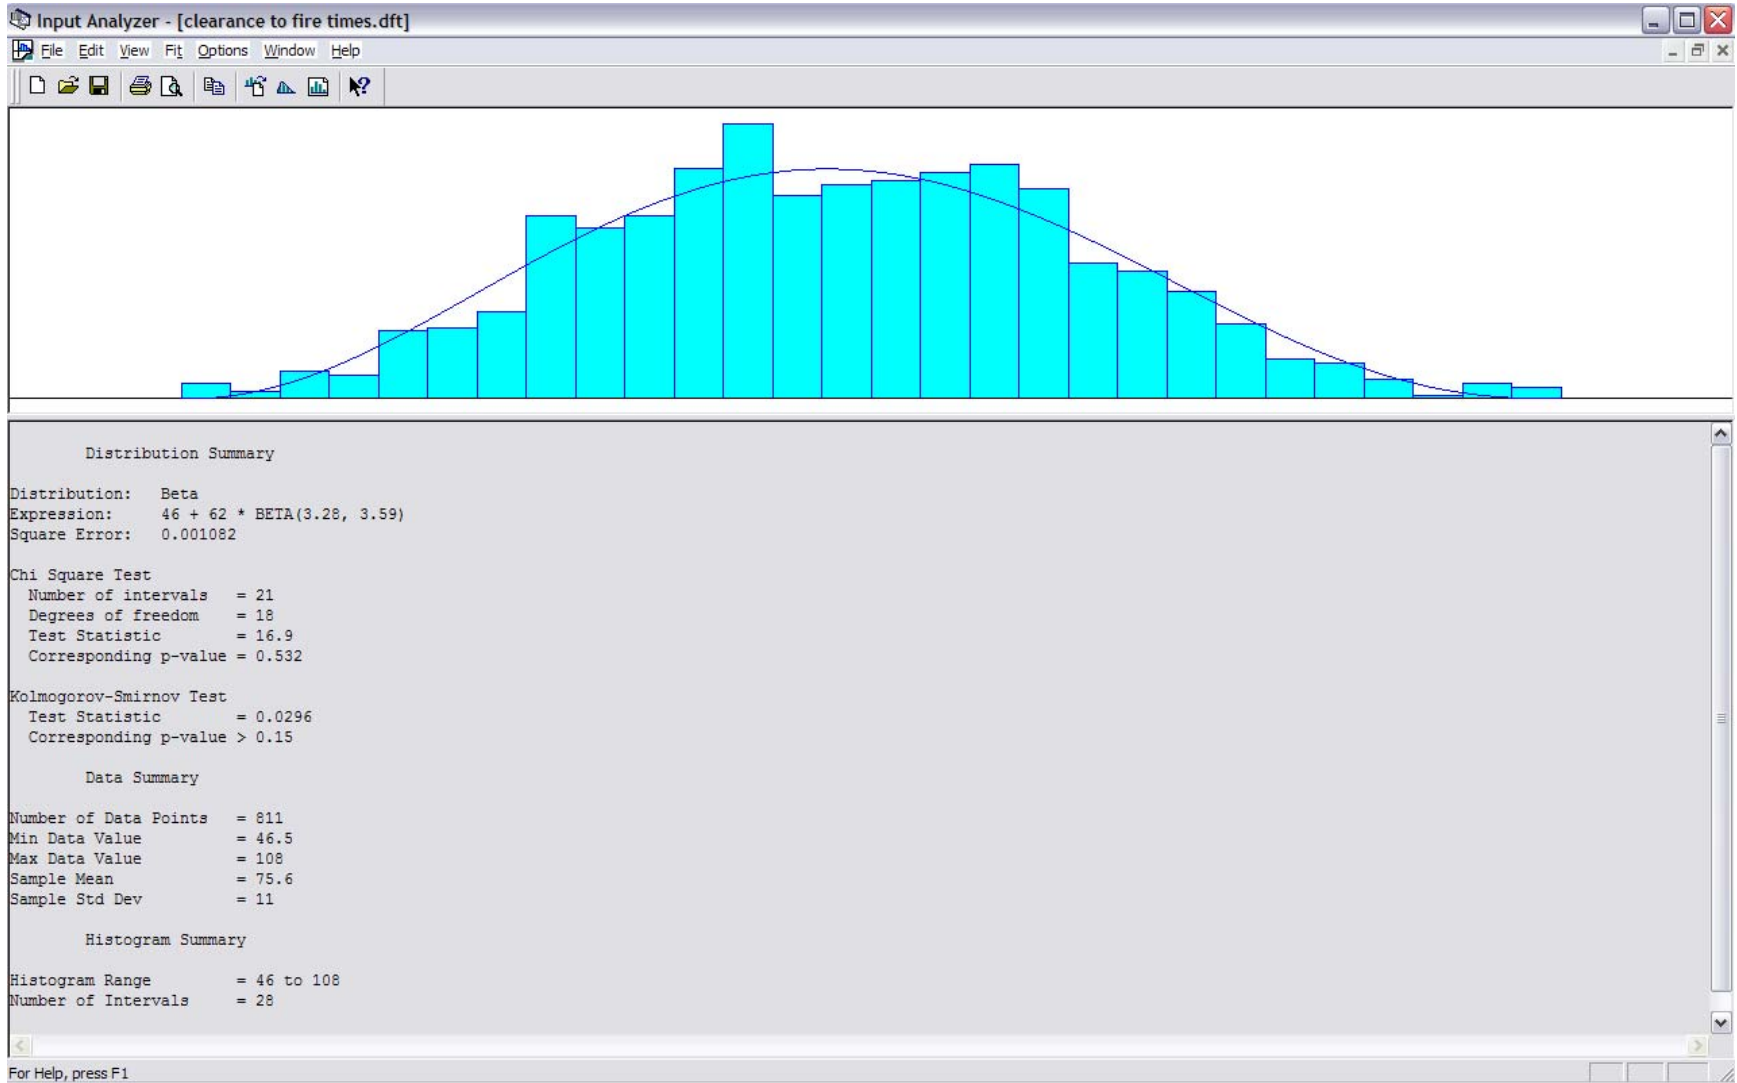 Input Analyzer - [clearance to fire times.dft]
File Edit View Fit Options Window Help
Distribution Summary
Distribution: Beta
Expression: 46 + 62 * BETA(3.28, 3.59)
Square Error: 0.001082
Chi Square Test
Number of intervals = 21
Degrees of freedom = 18
Test Statistic = 16.9
Corresponding p-value = 0.532
Kolmogorov-Smirnov Test
Test Statistic = 0.0296
Corresponding p-value > 0.15
Data Summary
Number of Data Points = 811
Min Data Value = 46.5
Max Data Value = 108
Sample Mean = 75.6
Sample Std Dev = 11
Histogram Summary
Histogram Range = 46 to 108
Number of Intervals = 28
For Help, press F1